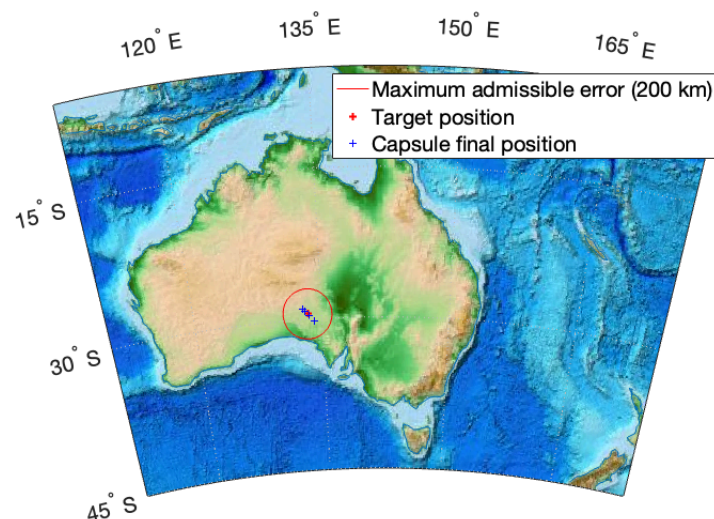 120° E
135° E
150° E
165° E
Maximum admissible error (200 km)
Target position
Capsule final position
15° S
30° S
45° S